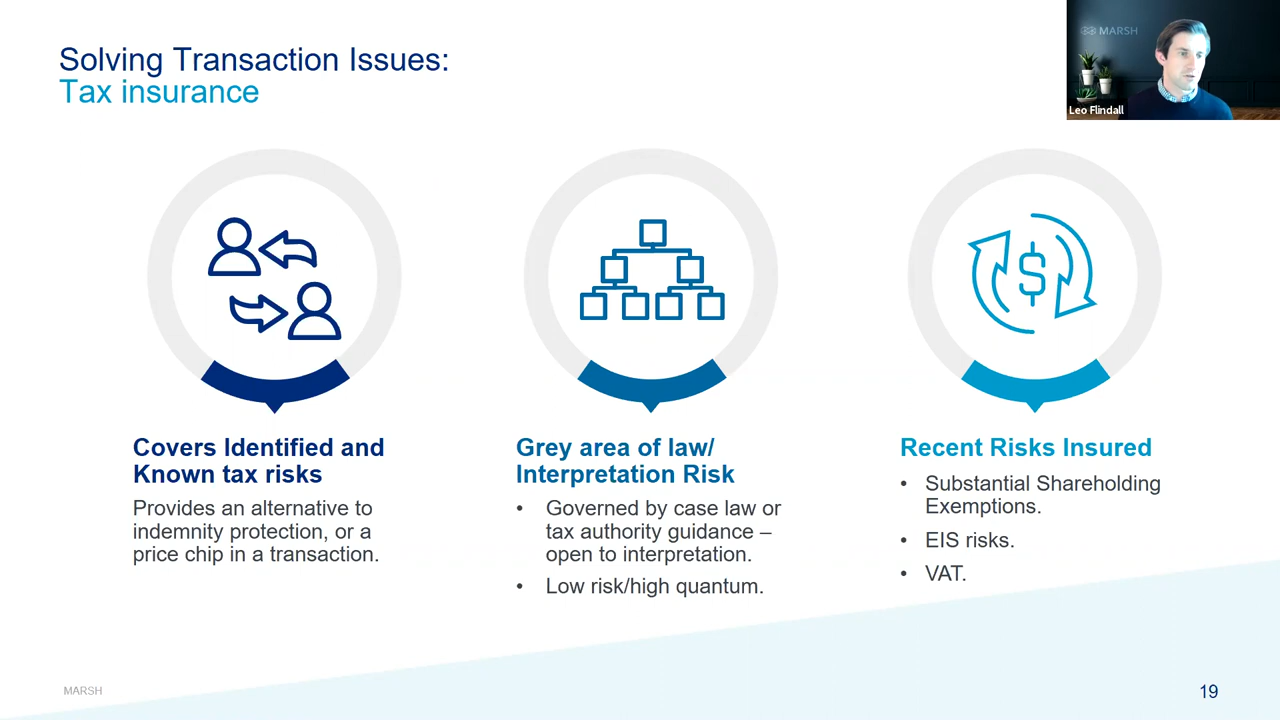 Solving Transaction Issues:
Tax insurance
MARSH
Leo Flindall
$
Covers Identified and
Known tax risks
Provides an alternative to
indemnity protection, or a
price chip in a transaction.
Grey area of law/
Interpretation Risk
• Governed by case law or
tax authority guidance –
open to interpretation.
• Low risk/high quantum.
Recent Risks Insured
• Substantial Shareholding
Exemptions.
• EIS risks.
• VAT.
MARSH
19